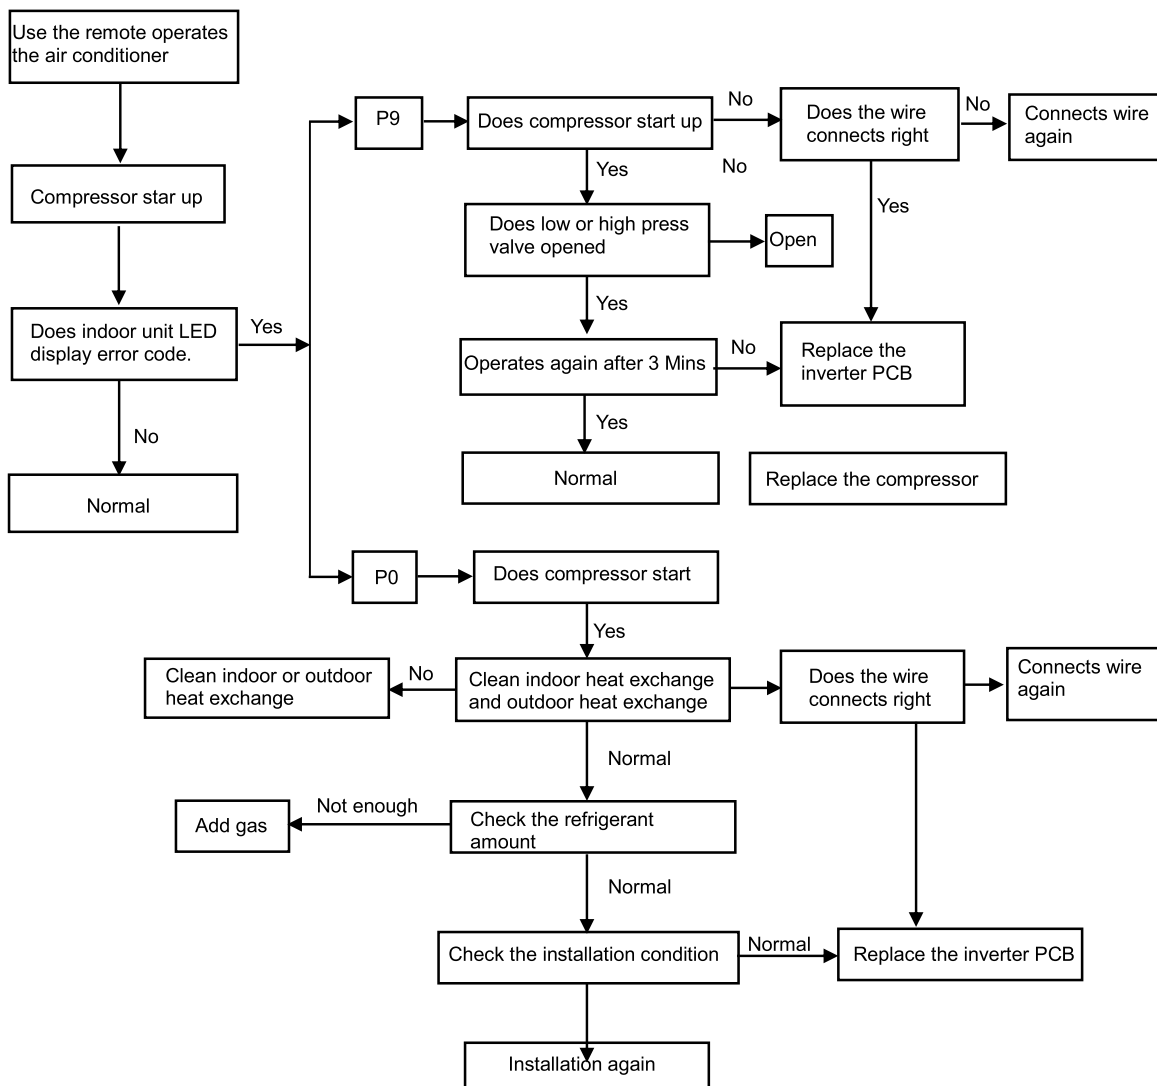 Use the remote operates
the air conditioner
Compressor star up
Does indoor unit LED
display error code.
Yes
No
Normal
P9
Does compressor start up
No
Does the wire
connects right
No
Connects wire
again
Yes
No
Yes
Does low or high press
valve opened
Open
Yes
Operates again after 3 Mins
No
Replace the
inverter PCB
Yes
Normal
Replace the compressor
P0
Does compressor start
Yes
Clean indoor or outdoor
heat exchange
No
Clean indoor heat exchange
and outdoor heat exchange
Does the wire
connects right
Connects wire
again
Normal
Add gas
Not enough
Check the refrigerant
amount
Normal
Check the installation condition
Normal
Replace the inverter PCB
Installation again